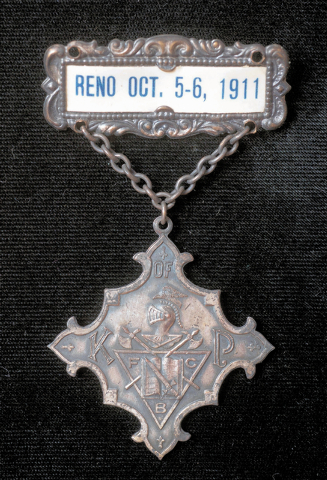 RENO OCT. 5-6, 1911
OF
K P
F C
B